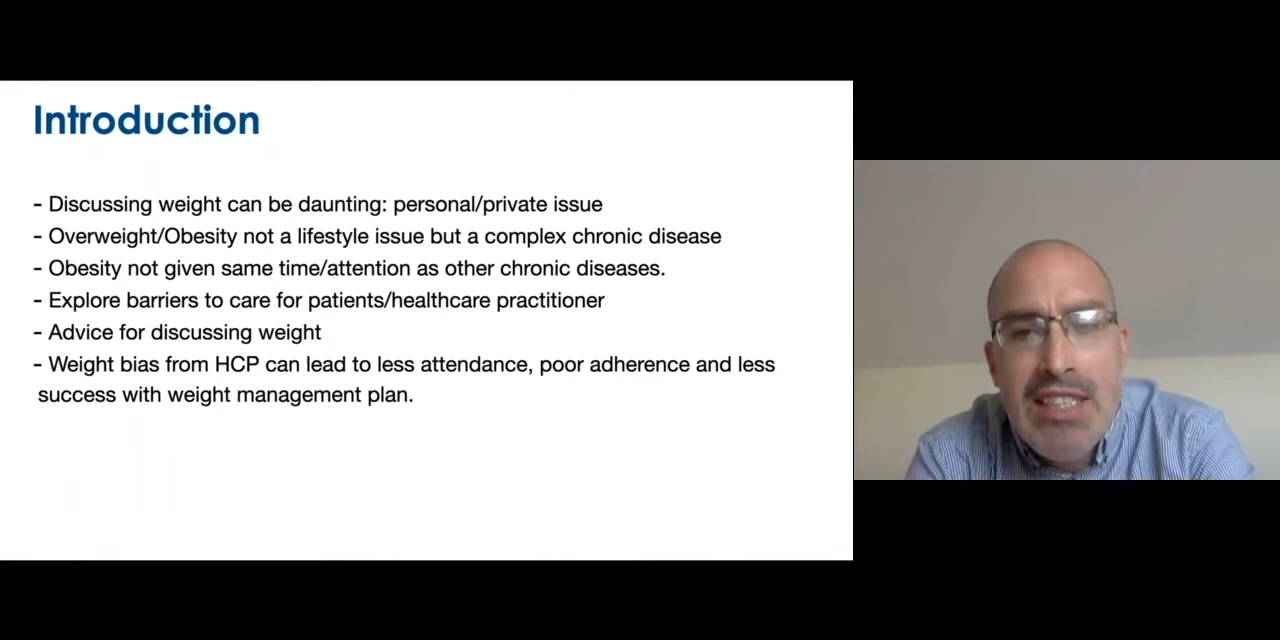 Introduction
- Discussing weight can be daunting: personal/private issue
- Overweight/Obesity not a lifestyle issue but a complex chronic disease
- Obesity not given same time/attention as other chronic diseases.
- Explore barriers to care for patients/healthcare practitioner
- Advice for discussing weight
- Weight bias from HCP can lead to less attendance, poor adherence and less
success with weight management plan.